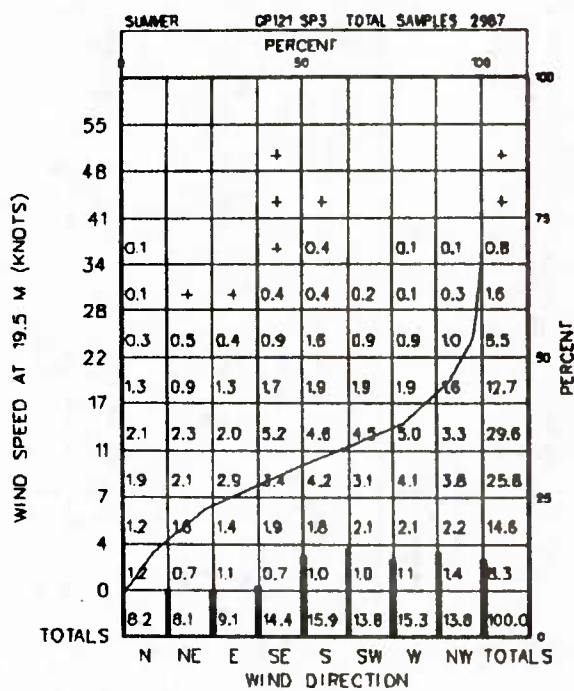 SUMMER CP121 SP3 TOTAL SAMPLES 2987
PERCENT
0 50 100
100
55
+ +
48
+ + +
41 75
0.1 + 0.4 0.1 0.1 0.8
34
0.1 + + 0.4 0.4 0.2 0.1 0.3 1.6
28
0.3 0.5 0.4 0.9 1.6 0.9 0.9 1.0 6.5
22 50
1.3 0.9 1.3 1.7 1.9 1.9 1.9 1.6 12.7
17
2.1 2.3 2.0 5.2 4.6 4.5 5.0 3.3 29.6
11
1.9 2.1 2.9 3.4 4.2 3.1 4.1 3.8 25.8
7 25
1.2 1.6 1.4 1.9 1.8 2.1 2.1 2.2 14.6
4
1.2 0.7 1.1 0.7 1.0 1.0 1.1 1.4 8.3
0
8.2 8.1 9.1 14.4 15.9 13.8 15.3 13.8 100.0
TOTALS 0
N NE E SE S SW W NW TOTALS
WIND DIRECTION
WIND SPEED AT 19.5 M (KNOTS)
PERCENT